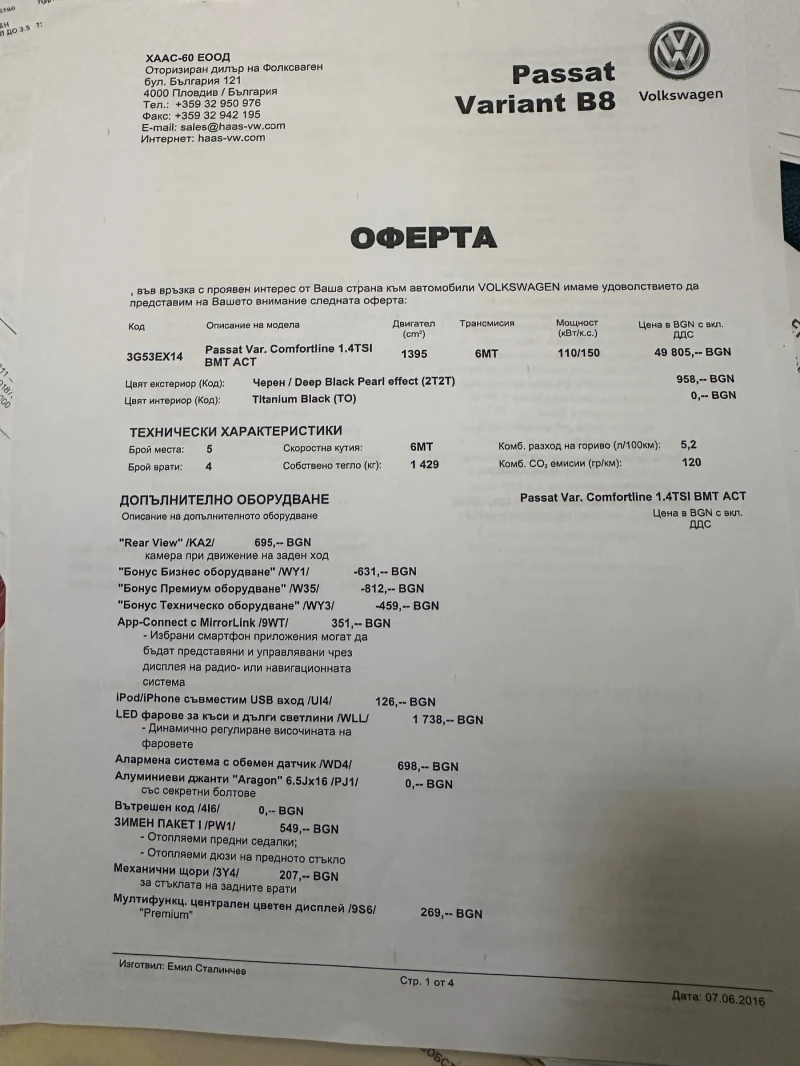 ХААС-60 ЕООД
Оторизиран дилър на Фолксваген
бул. България 121
4000 Пловдив / България
Тел.: +359 32 950 976
Факс: +359 32 942 195
E-mail: sales@haas-vw.com
Интернет: haas-vw.com
Passat
Variant B8
Volkswagen
ОФЕРТА
, във връзка с проявен интерес от Ваша страна към автомобили VOLKSWAGEN имаме удоволствието да
представим на Вашето внимание следната оферта:
Код Описание на модела Двигател (cm³) Трансмисия Мощност (кВт/к.с.) Цена в BGN с вкл. ДДС
3G53EX14 Passat Var. Comfortline 1.4TSI BMT ACT 1395 6MT 110/150 49 805,-- BGN
Цвят екстериор (Код): Черен / Deep Black Pearl effect (2T2T) 958,-- BGN
Цвят интериор (Код): Titanium Black (TO) 0,-- BGN
ТЕХНИЧЕСКИ ХАРАКТЕРИСТИКИ
Брой места: 5 Скоростна кутия: 6MT Комб. разход на гориво (л/100км): 5,2
Брой врати: 4 Собствено тегло (кг): 1 429 Комб. CO₂ емисии (гр/км): 120
ДОПЪЛНИТЕЛНО ОБОРУДВАНЕ Passat Var. Comfortline 1.4TSI BMT ACT
Описание на допълнителното оборудване Цена в BGN с вкл.
ДДС
"Rear View" /KA2/ 695,-- BGN
камера при движение на заден ход
"Бонус Бизнес оборудване" /WY1/ -631,-- BGN
"Бонус Премиум оборудване" /W35/ -812,-- BGN
"Бонус Техническо оборудване" /WY3/ -459,-- BGN
App-Connect с MirrorLink /9WT/ 351,-- BGN
- Избрани смартфон приложения могат да
бъдат представяни и управлявани чрез
дисплея на радио- или навигационната
система
iPod/iPhone съвместим USB вход /UI4/ 126,-- BGN
LED фарове за къси и дълги светлини /WLL/ 1 738,-- BGN
- Динамично регулиране височината на
фаровете
Алармена система с обемен датчик /WD4/ 698,-- BGN
Алуминиеви джанти "Aragon" 6.5Jx16 /PJ1/ 0,-- BGN
със секретни болтове
Вътрешен код /4I6/ 0,-- BGN
ЗИМЕН ПАКЕТ I /PW1/ 549,-- BGN
- Отопляеми предни седалки;
- Отопляеми дюзи на предното стъкло
Механични щори /3Y4/ 207,-- BGN
за стъклата на задните врати
Мултифункц. централен цветен дисплей /9S6/ 269,-- BGN
"Premium"
Изготвил: Емил Сталинчев
Стр. 1 от 4
Дата: 07.06.2016